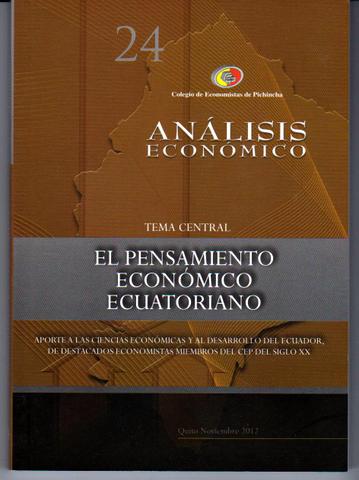 24
Colegio de Economistas de Pichincha
ANÁLISIS
ECONÓMICO
TEMA CENTRAL
EL PENSAMIENTO
ECONÓMICO
ECUATORIANO
APORTE A LAS CIENCIAS ECONÓMICAS Y AL DESARROLLO DEL ECUADOR,
DE DESTACADOS ECONOMISTAS MIEMBROS DEL CEP DEL SIGLO XX
Quito Noviembre 2012